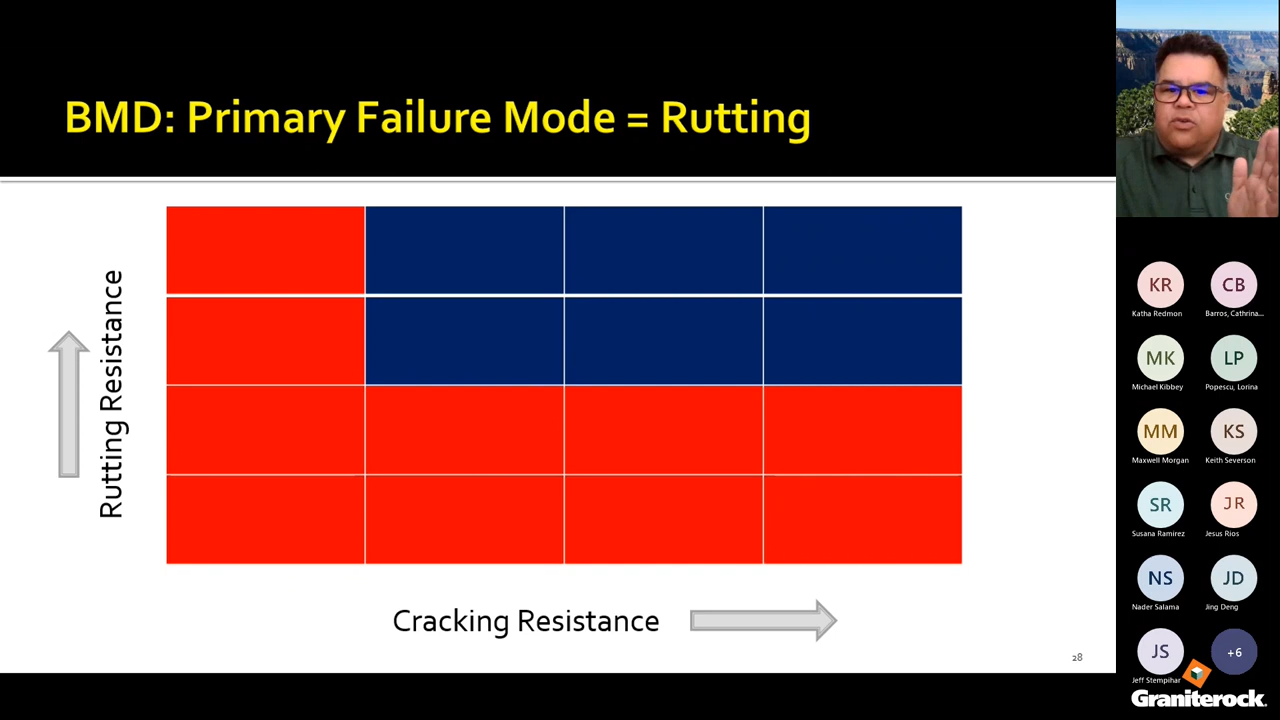 BMD: Primary Failure Mode = Rutting
Rutting Resistance
Cracking Resistance
28
KR
Katha Redmon
CB
Barros, Cathrina...
MK
Michael Kibbey
LP
Popescu, Lorina
MM
Maxwell Morgan
KS
Keith Severson
SR
Susana Ramirez
JR
Jesus Rios
NS
Nader Salama
JD
Jing Deng
JS
Jeff Stempihar
+6
Graniterock.